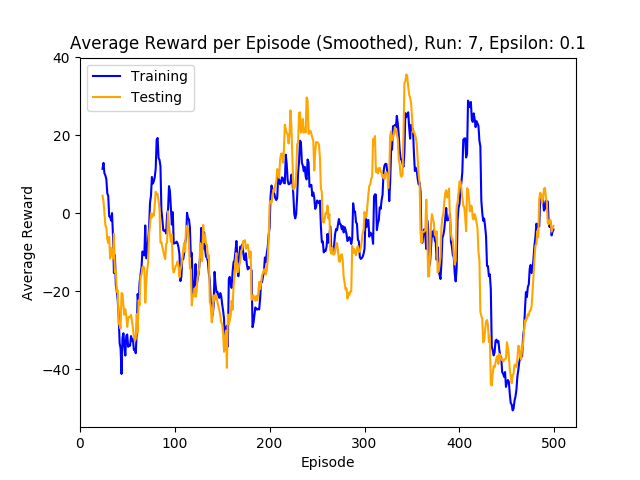 Average Reward per Episode (Smoothed), Run: 7, Epsilon: 0.1
Training
Testing
Average Reward
40
20
0
−20
−40
0 100 200 300 400 500
Episode